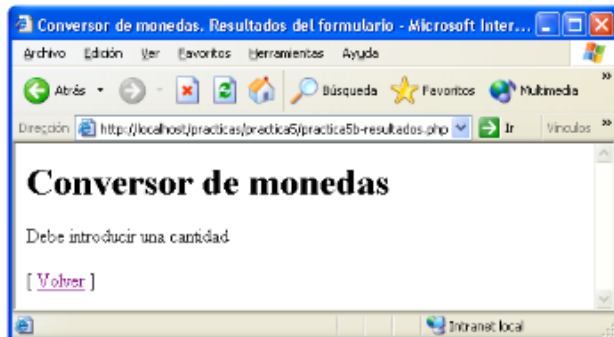 Conversor de monedas. Resultados del formulario - Microsoft Inter...
Archivo Edición Ver Favoritos Herramientas Ayuda
Atrás Búsqueda Favoritos Multimedia »
Dirección http://localhost/practicas/practica5/practica5b-resultados.php Ir Vínculos »
Conversor de monedas
Debe introducir una cantidad
[ Volver ]
Intranet local